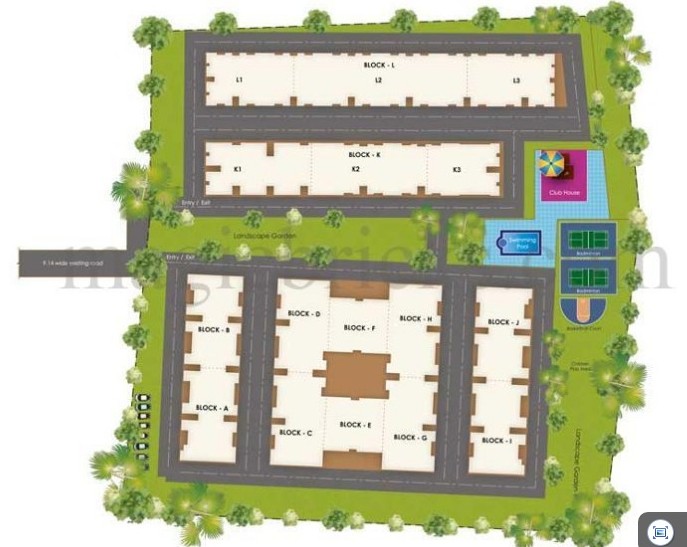 BLOCK - L
L1
L2
L3
BLOCK - K
K1
K2
K3
Club House
Entry / Exit
Landscape Garden
Swimming
Pool
Badminton
magicbricks.com
9.14 wide existing road
Entry / Exit
Badminton
BLOCK - D
BLOCK - H
BLOCK - J
BLOCK - B
BLOCK - F
Basketball Court
Play Area
BLOCK - A
BLOCK - C
BLOCK - E
BLOCK - G
BLOCK - I
Landscape Garden